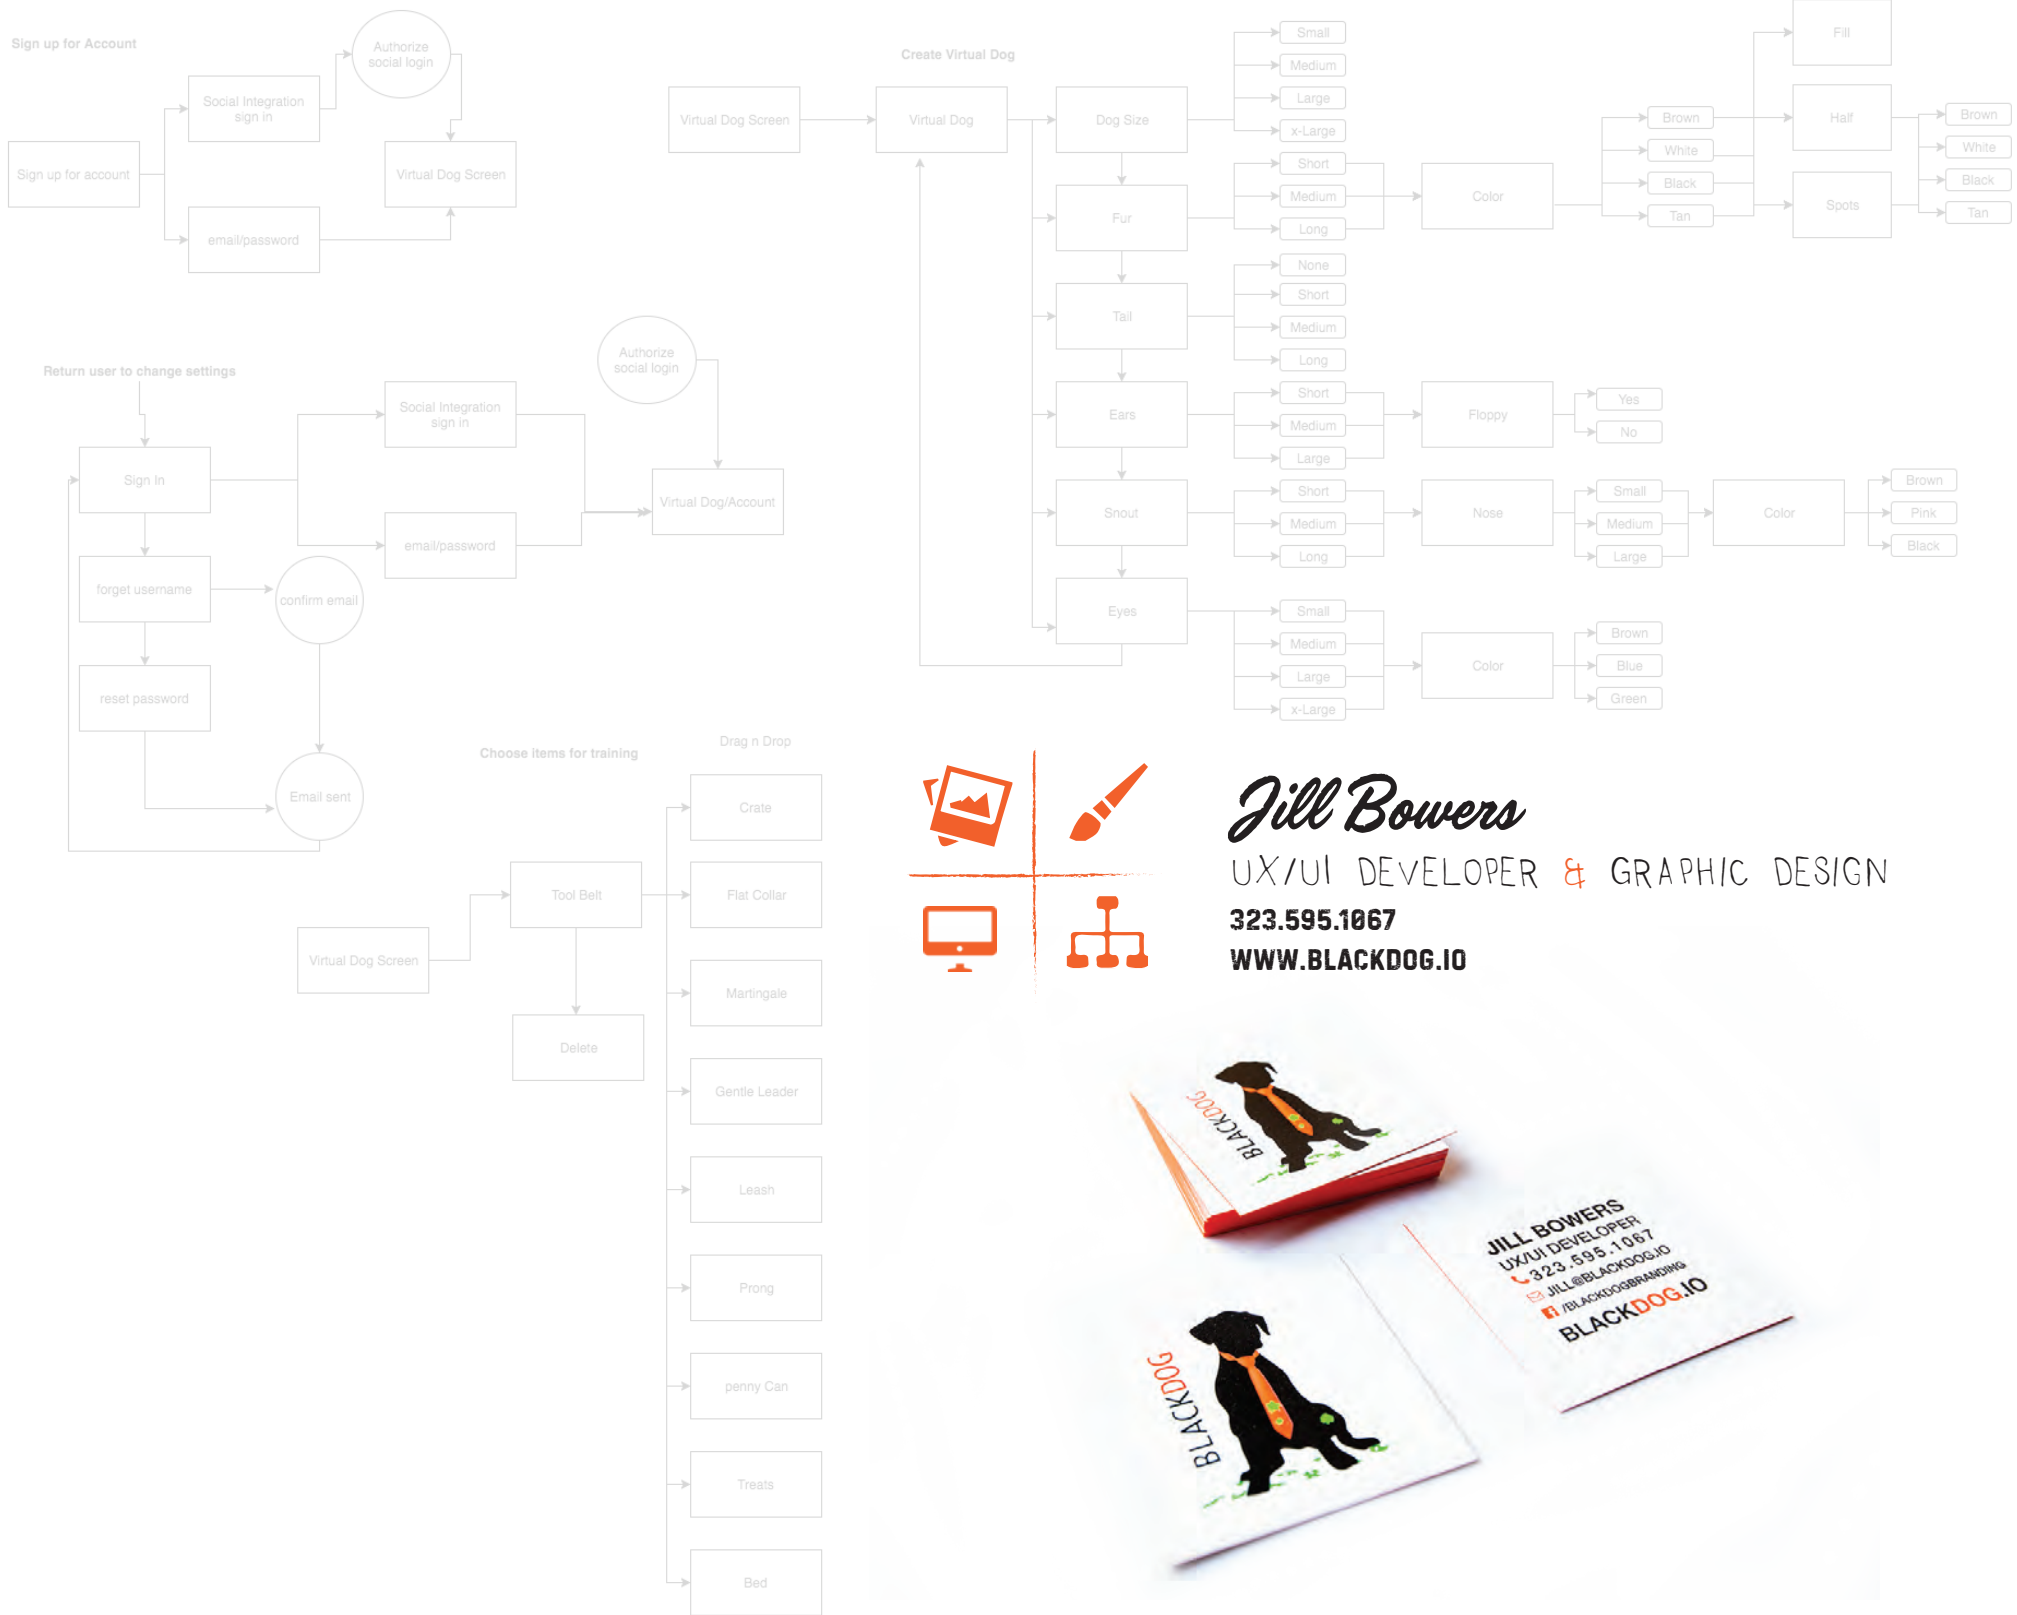 Sign up for Account
Authorize
social login
Social Integration
sign in
Sign up for account
Virtual Dog Screen
email/password
Create Virtual Dog
Virtual Dog Screen
Virtual Dog
Dog Size
Small
Medium
Large
x-Large
Fur
Short
Medium
Long
Color
Brown
White
Black
Tan
Fill
Half
Spots
Brown
White
Black
Tan
Tail
None
Short
Medium
Long
Ears
Short
Medium
Large
Floppy
Yes
No
Snout
Short
Medium
Long
Nose
Small
Medium
Large
Color
Brown
Pink
Black
Eyes
Small
Medium
Large
x-Large
Color
Brown
Blue
Green
Return user to change settings
Authorize
social login
Social Integration
sign in
Sign In
Virtual Dog/Account
email/password
forget username
confirm email
reset password
Email sent
Choose items for training
Drag n Drop
Crate
Tool Belt
Flat Collar
Virtual Dog Screen
Martingale
Delete
Gentle Leader
Leash
Prong
penny Can
Treats
Bed
Jill Bowers
UX/UI DEVELOPER & GRAPHIC DESIGN
323.595.1067
WWW.BLACKDOG.IO
BLACKDOG
JILL BOWERS
UX/UI DEVELOPER
323.595.1067
JILL@BLACKDOG.IO
/BLACKDOGBRANDING
BLACKDOG.IO
BLACKDOG